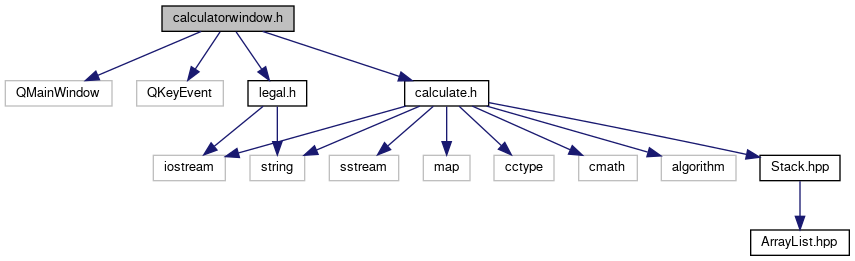 calculatorwindow.h
QMainWindow
QKeyEvent
legal.h
calculate.h
iostream
string
sstream
map
cctype
cmath
algorithm
Stack.hpp
ArrayList.hpp